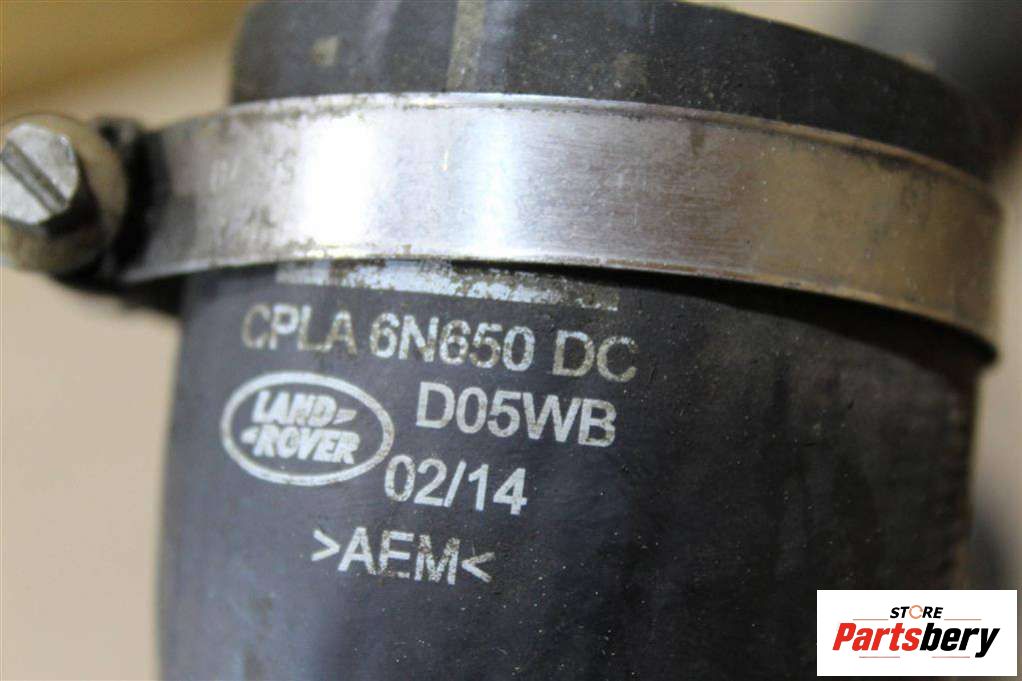 CPLA 6N650 DC
LAND-
-ROVER
D05WB
02/14
>AEM<
STORE
Partsbery